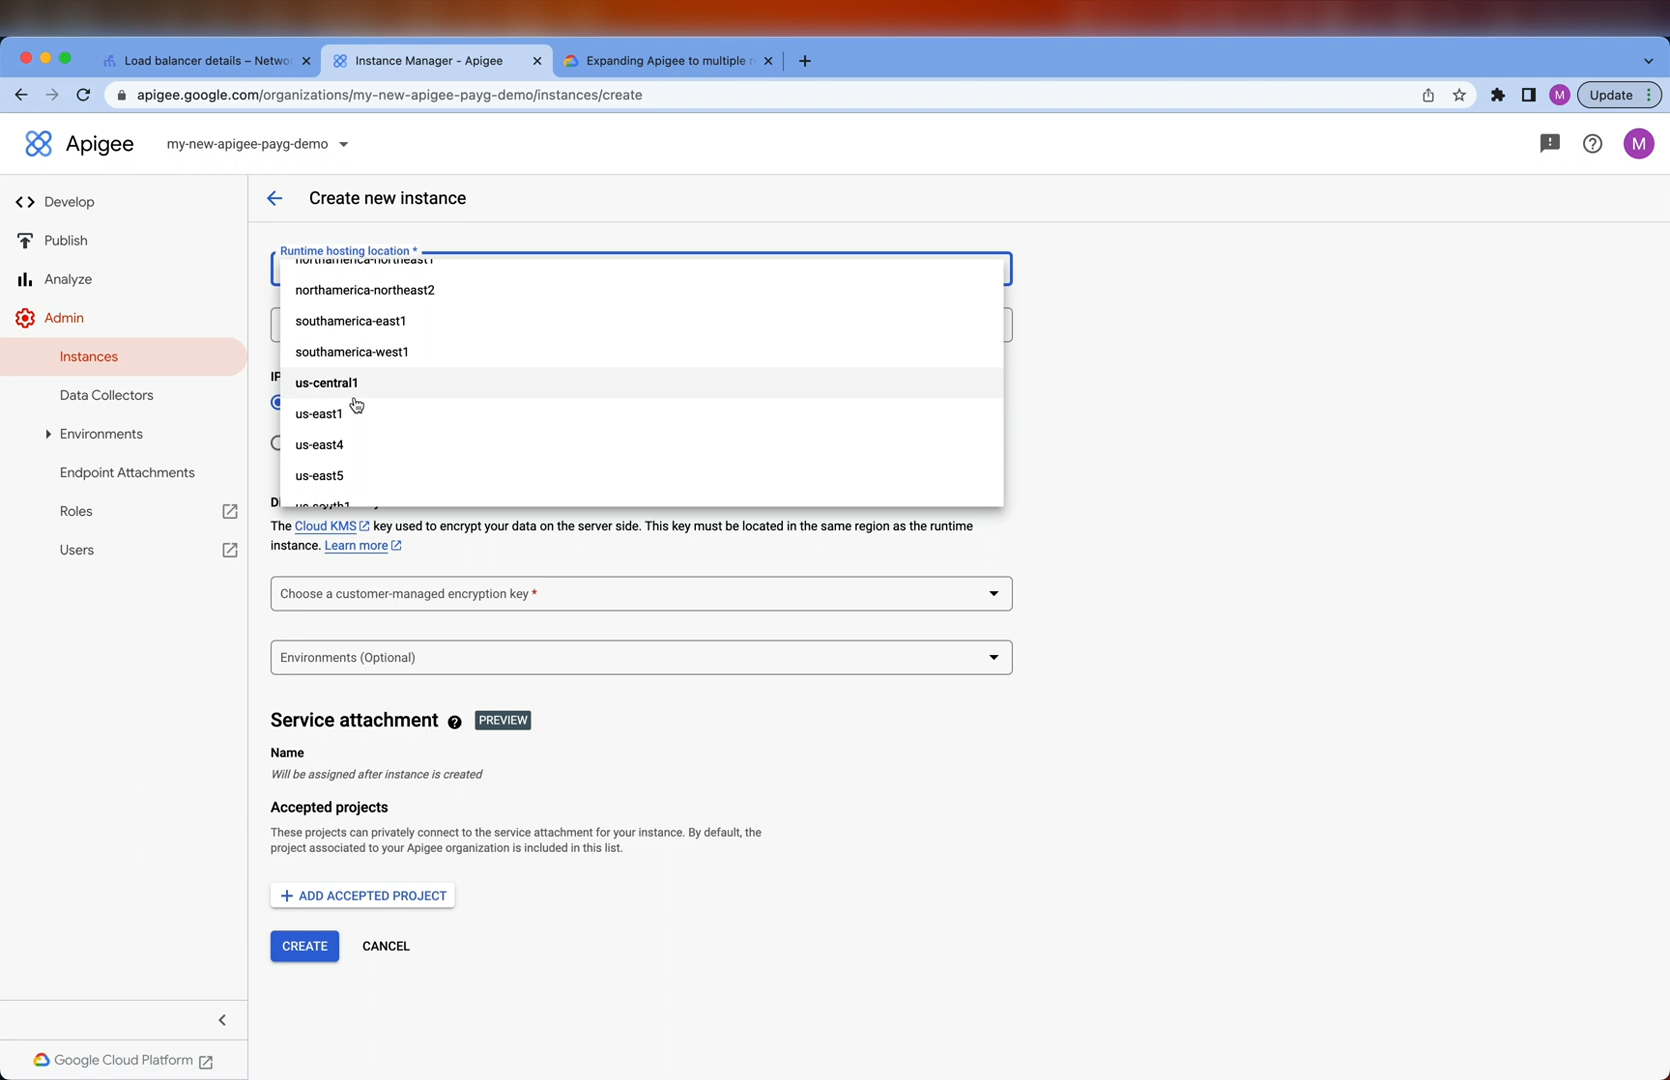 Load balancer details – Netwo
Instance Manager - Apigee
Expanding Apigee to multiple r
apigee.google.com/organizations/my-new-apigee-payg-demo/instances/create
M
Update
Apigee
my-new-apigee-payg-demo
M
Develop
Publish
Analyze
Admin
Instances
Data Collectors
Environments
Endpoint Attachments
Roles
Users
Google Cloud Platform
Create new instance
Runtime hosting location *
northamerica-northeast1
northamerica-northeast2
southamerica-east1
southamerica-west1
us-central1
us-east1
us-east4
us-east5
us-south1
IP
Di
The Cloud KMS key used to encrypt your data on the server side. This key must be located in the same region as the runtime
instance. Learn more
Choose a customer-managed encryption key *
Environments (Optional)
Service attachment PREVIEW
Name
Will be assigned after instance is created
Accepted projects
These projects can privately connect to the service attachment for your instance. By default, the
project associated to your Apigee organization is included in this list.
+ ADD ACCEPTED PROJECT
CREATE CANCEL